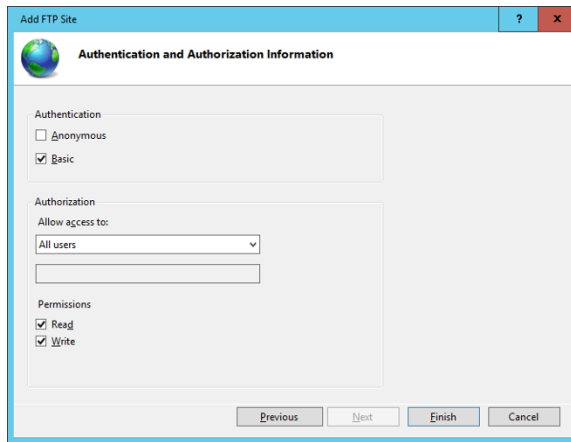 Add FTP Site
?
x
Authentication and Authorization Information
Authentication
Anonymous
Basic
Authorization
Allow access to:
All users
Permissions
Read
Write
Previous
Next
Finish
Cancel